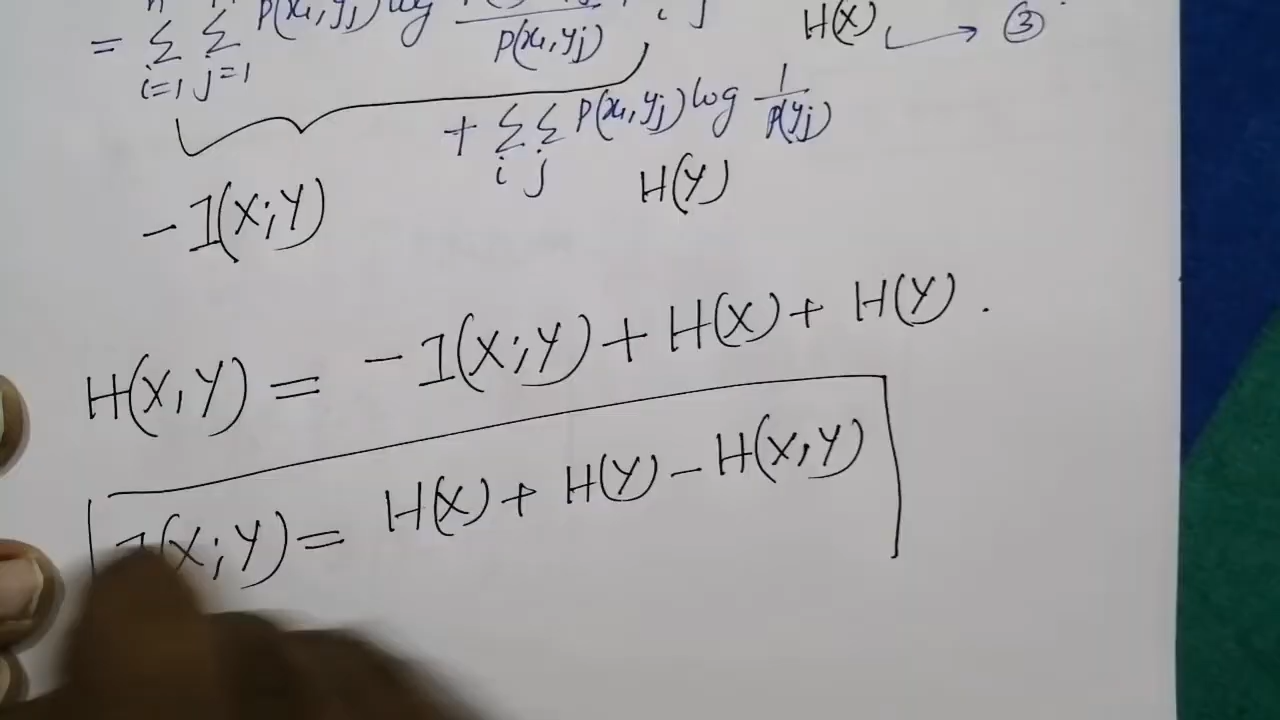 = Σ Σ P(xi, yj) log / P(xi, yj) i j H(X) → ③
i=1 j=1
+ Σ Σ P(xi, yj) log 1/P(yj)
i j H(Y)
- I(X;Y)
H(X,Y) = - I(X;Y) + H(X) + H(Y).
I(X;Y) = H(X) + H(Y) - H(X,Y)